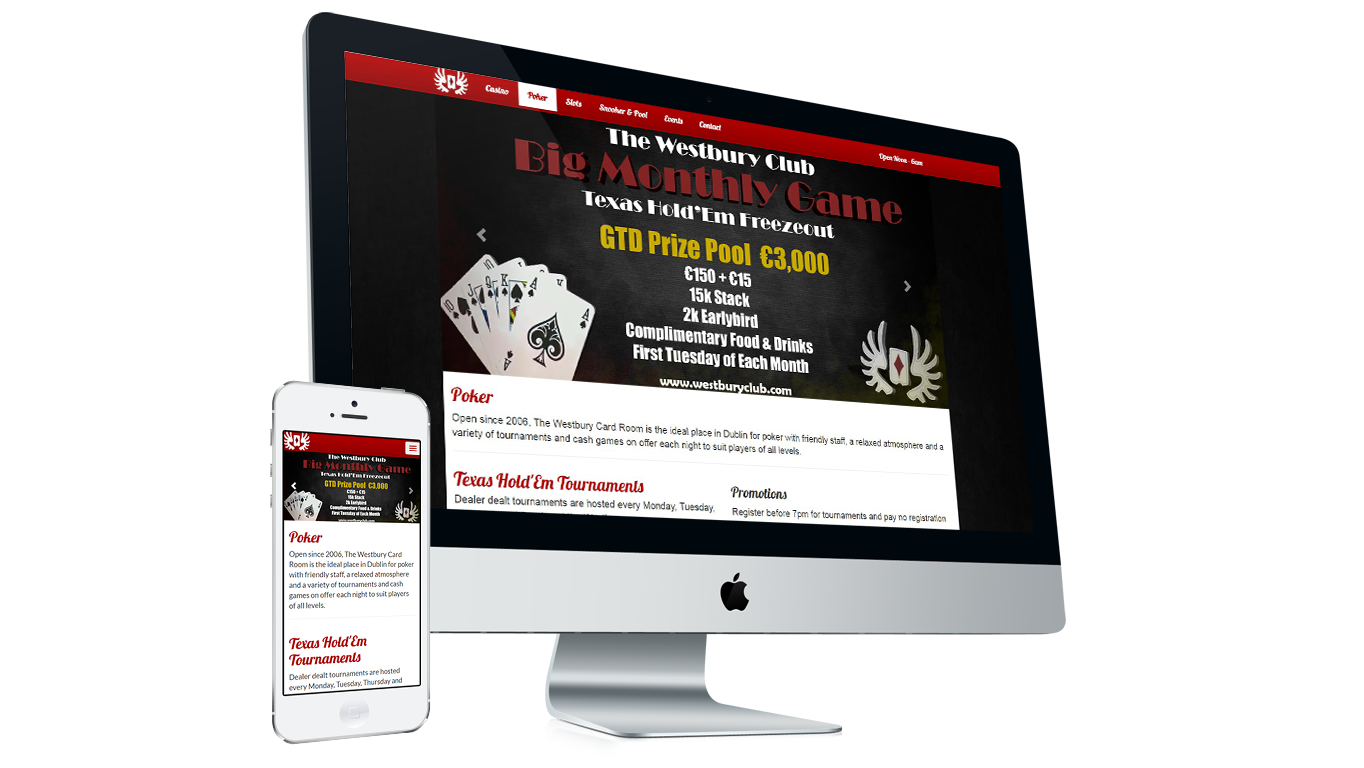 Casino
Poker
Slots
Snooker & Pool
Events
Contact
Open Noon - 6am
The Westbury Club
Big Monthly Game
Texas Hold'Em Freezeout
GTD Prize Pool €3,000
€150 + €15
15k Stack
2k Earlybird
Complimentary Food & Drinks
First Tuesday of Each Month
www.westburyclub.com
10 J Q K A A
Poker
Open since 2006, The Westbury Card Room is the ideal place in Dublin for poker with friendly staff, a relaxed atmosphere and a
variety of tournaments and cash games on offer each night to suit players of all levels.
Texas Hold'Em Tournaments
Dealer dealt tournaments are hosted every Monday, Tuesday,
Promotions
Register before 7pm for tournaments and pay no registration
The Westbury Club
Big Monthly Game
Texas Hold'Em Freezeout
GTD Prize Pool €3,000
€150 + €15
15k Stack
2k Earlybird
Complimentary Food & Drinks
First Tuesday of Each Month
www.westburyclub.com
Poker
Open since 2006, The Westbury Card
Room is the ideal place in Dublin for poker
with friendly staff, a relaxed atmosphere
and a variety of tournaments and cash
games on offer each night to suit players
of all levels.
Texas Hold'Em
Tournaments
Dealer dealt tournaments are hosted
every Monday, Tuesday, Thursday and